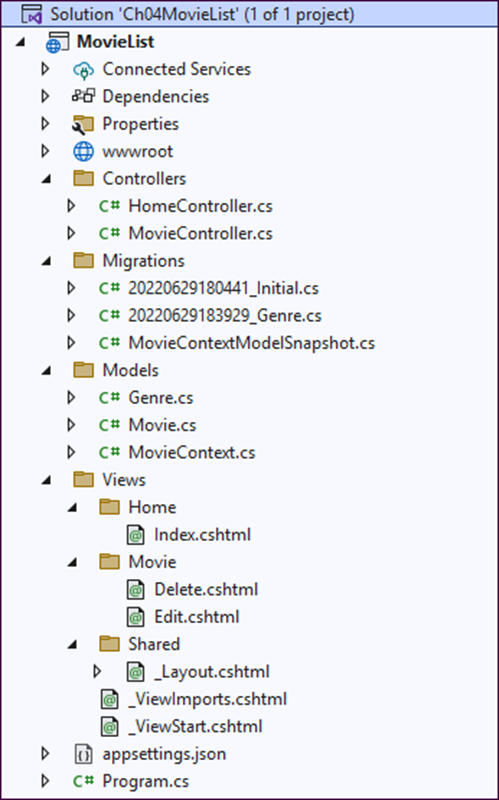 Solution 'Ch04MovieList' (1 of 1 project)
MovieList
Connected Services
Dependencies
Properties
wwwroot
Controllers
C# HomeController.cs
C# MovieController.cs
Migrations
C# 20220629180441_Initial.cs
C# 20220629183929_Genre.cs
C# MovieContextModelSnapshot.cs
Models
C# Genre.cs
C# Movie.cs
C# MovieContext.cs
Views
Home
Index.cshtml
Movie
Delete.cshtml
Edit.cshtml
Shared
_Layout.cshtml
_ViewImports.cshtml
_ViewStart.cshtml
appsettings.json
C# Program.cs